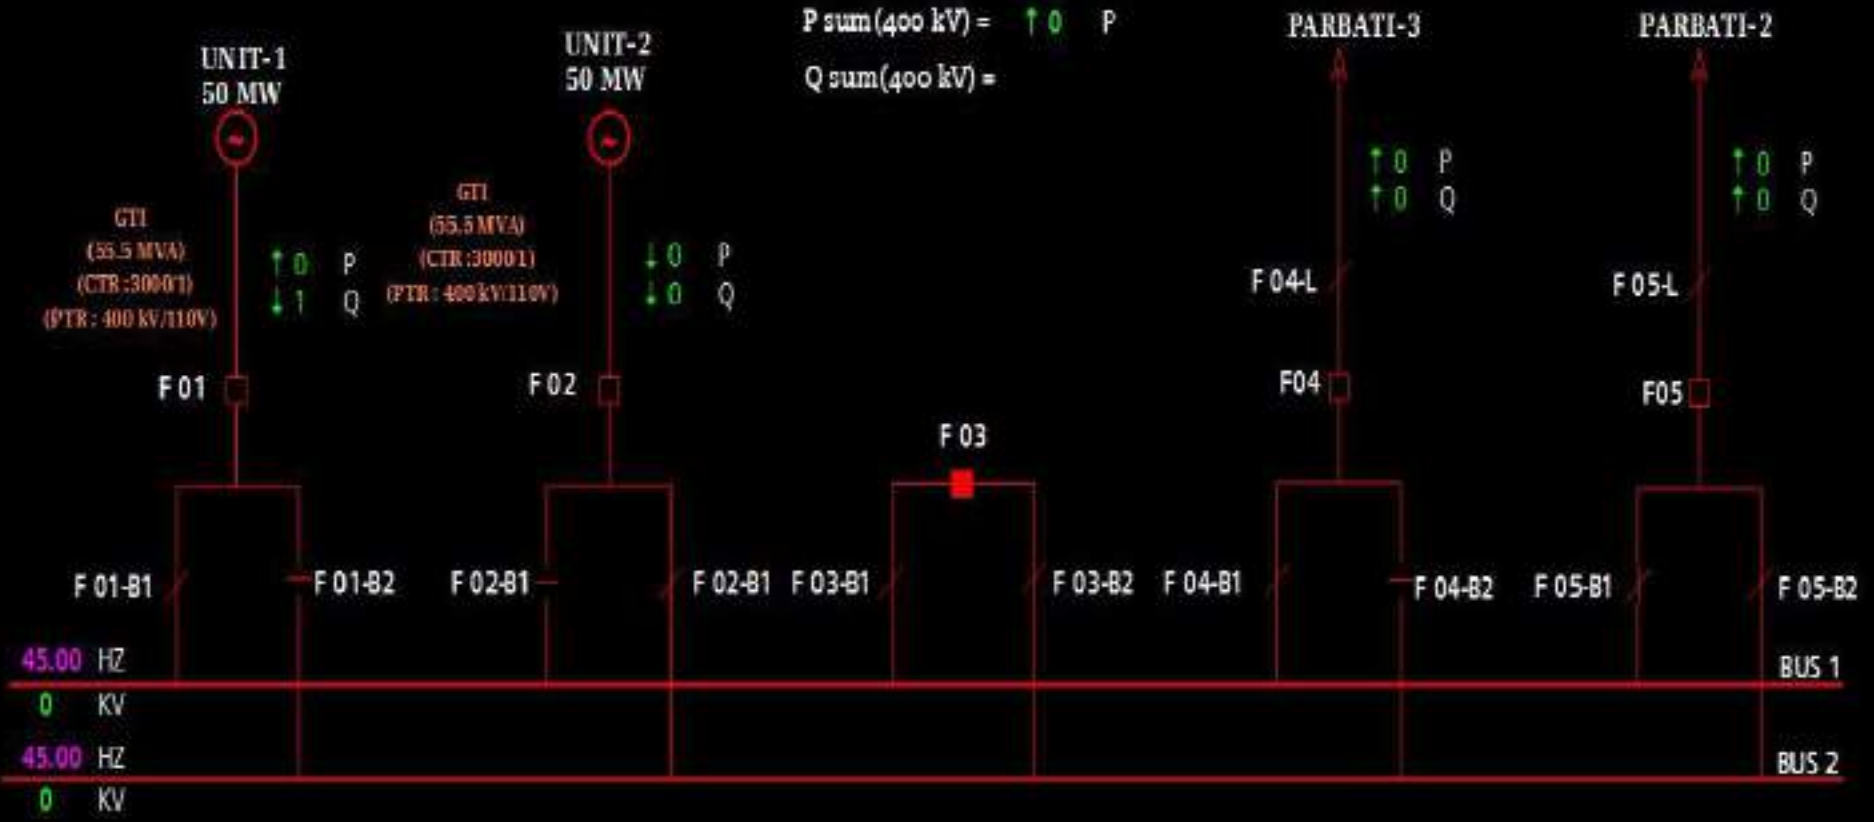 UNIT-1
50 MW
UNIT-2
50 MW
P sum(400 kV) = ↑ 0 P
Q sum(400 kV) =
PARBATI-3
PARBATI-2
GT1
(55.5 MVA)
(CTR :3000/1)
(PTR : 400 kV/110V)
↑ 0 P
↓ 1 Q
GT1
(55.5 MVA)
(CTR :3000/1)
(PTR : 400 kV/110V)
↓ 0 P
↓ 0 Q
↑ 0 P
↑ 0 Q
↑ 0 P
↑ 0 Q
F 04-L
F 05-L
F 01
F 02
F04
F05
F 03
F 01-B1
F 01-B2
F 02-B1
F 02-B1
F 03-B1
F 03-B2
F 04-B1
F 04-B2
F 05-B1
F 05-B2
45.00 HZ
BUS 1
0 KV
45.00 HZ
BUS 2
0 KV